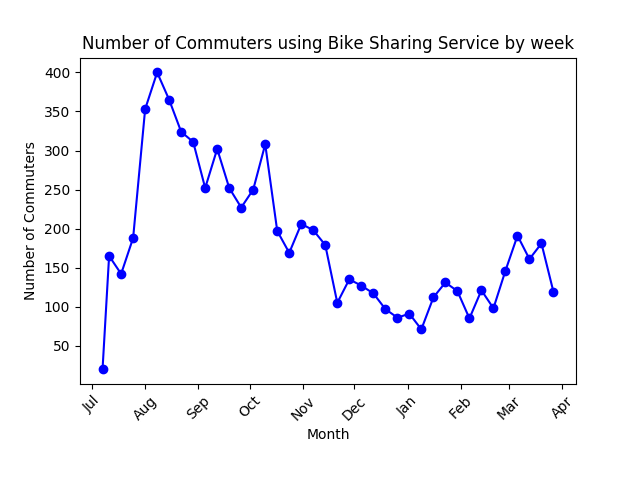 Number of Commuters using Bike Sharing Service by week
Number of Commuters
400
350
300
250
200
150
100
50
Jul
Aug
Sep
Oct
Nov
Dec
Jan
Feb
Mar
Apr
Month